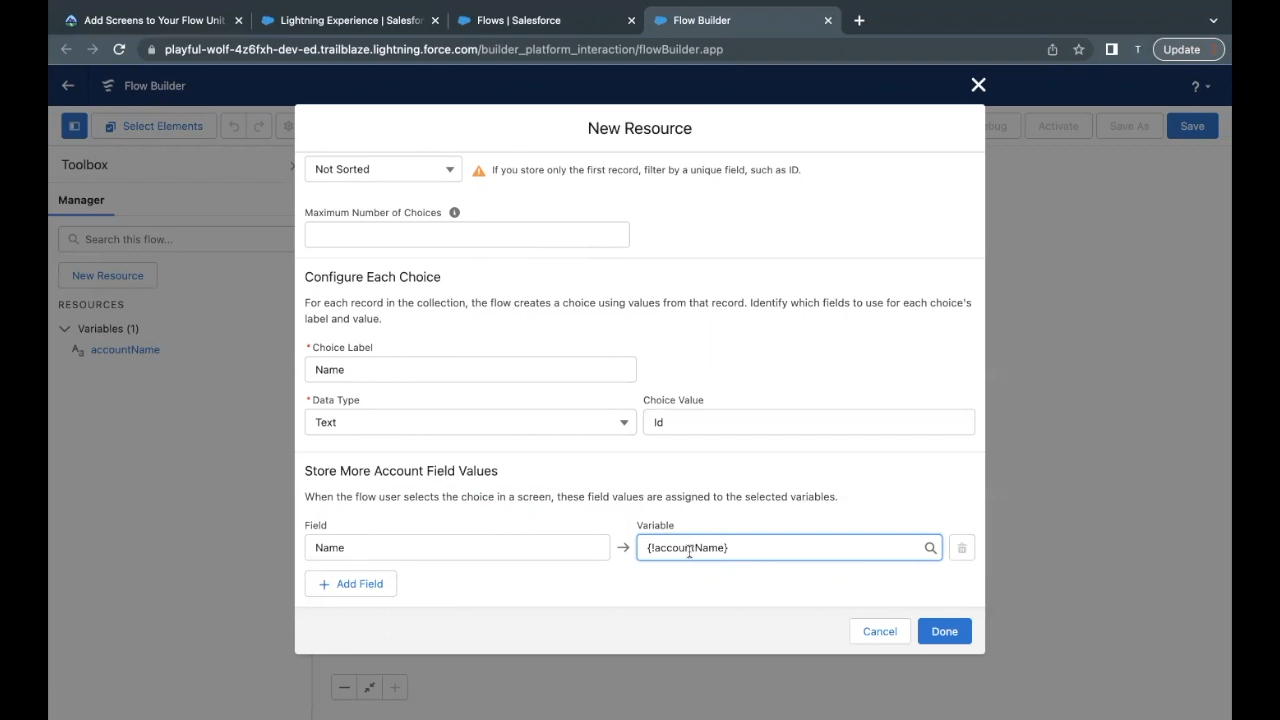 Add Screens to Your Flow Unit
Lightning Experience | Salesfor
Flows | Salesforce
Flow Builder
playful-wolf-4z6fxh-dev-ed.trailblaze.lightning.force.com/builder_platform_interaction/flowBuilder.app
T
Update
Flow Builder
?
New Resource
Select Elements
ebug
Activate
Save As
Save
Toolbox
Not Sorted
If you store only the first record, filter by a unique field, such as ID.
Manager
Maximum Number of Choices
Search this flow...
New Resource
Configure Each Choice
RESOURCES
For each record in the collection, the flow creates a choice using values from that record. Identify which fields to use for each choice's
label and value.
Variables (1)
accountName
* Choice Label
Name
* Data Type
Choice Value
Text
Id
Store More Account Field Values
When the flow user selects the choice in a screen, these field values are assigned to the selected variables.
Field
Variable
Name
{!accountName}
+ Add Field
Cancel
Done